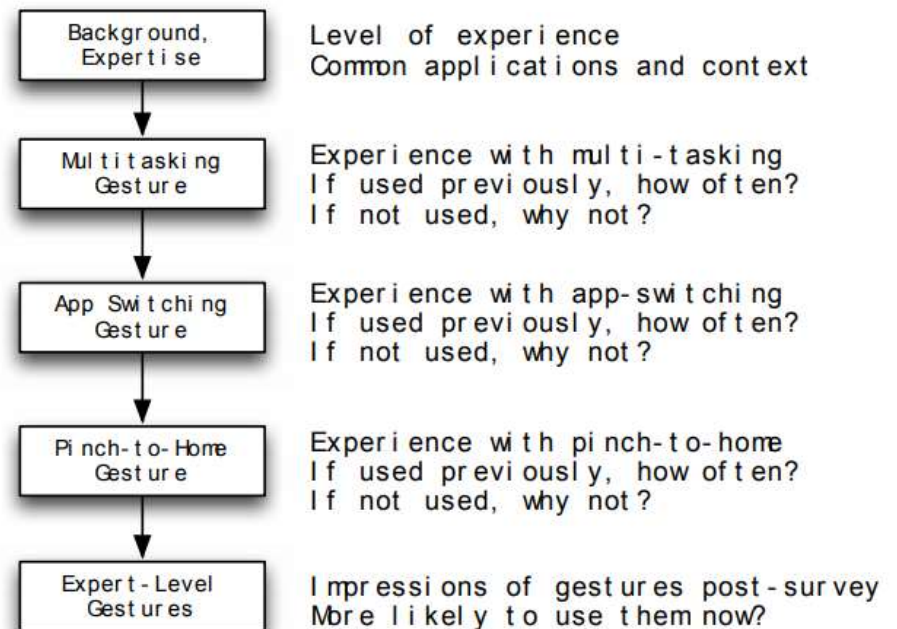 Background,
Expertise
Level of experience
Common applications and context
Multitasking
Gesture
Experience with multi-tasking
If used previously, how often?
If not used, why not?
App Switching
Gesture
Experience with app-switching
If used previously, how often?
If not used, why not?
Pinch-to-Home
Gesture
Experience with pinch-to-home
If used previously, how often?
If not used, why not?
Expert-Level
Gestures
Impressions of gestures post-survey
More likely to use them now?